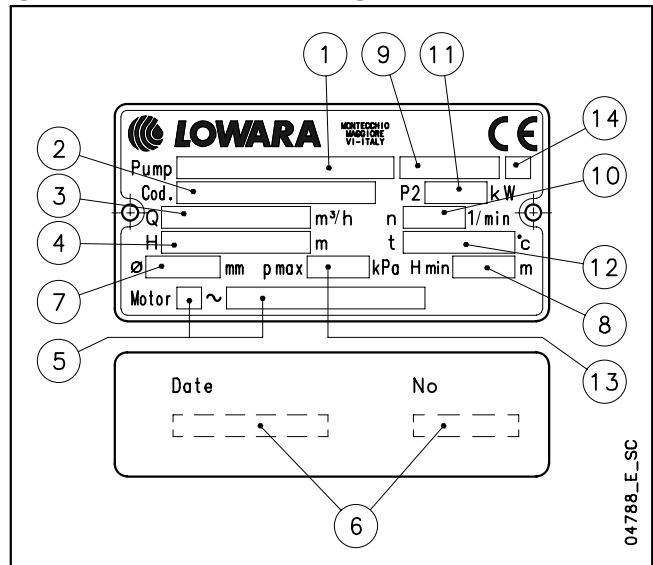 1 9 11
LOWARA MONTECCHIO MAGGIORE VI-ITALY CE
14
2 Pump
Cod. P2 kW 10
3 Q m³/h n 1/min
4 H m t °c 12
7 Ø mm p max kPa H min m 8
Motor ~
5 13
Date No
6
04788_E_SC